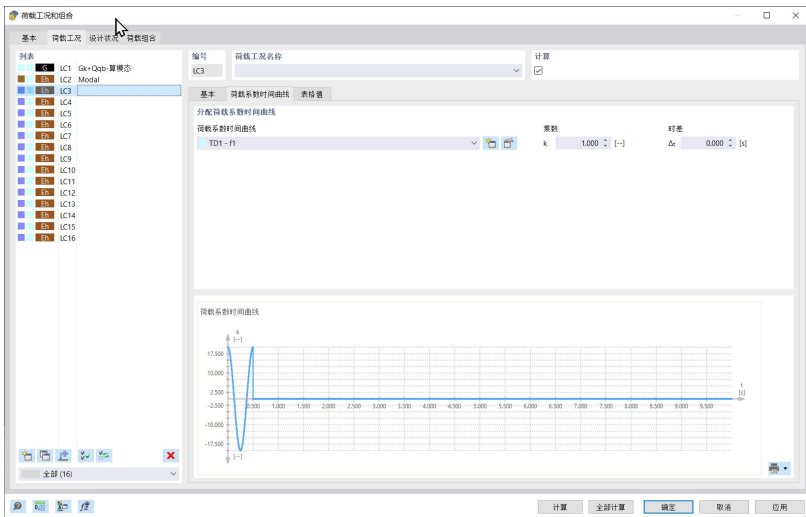 荷载工况和组合
基本 荷载工况 设计状况 荷载组合
列表
G LC1 Gk+Qqb-算模态
Eh LC2 Modal
Eh LC3
Eh LC4
Eh LC5
Eh LC6
Eh LC7
Eh LC8
Eh LC9
Eh LC10
Eh LC11
Eh LC12
Eh LC13
Eh LC14
Eh LC15
Eh LC16
全部 (16)
编号 荷载工况名称 计算
LC3
基本 荷载系数时间曲线 表格值
分配荷载系数时间曲线
荷载系数时间曲线 乘数 时差
TD1 - f1 k 1.000 [--] Δt 0.000 [s]
荷载系数时间曲线
k
[--]
17.500
10.000
2.500
-2.500
-10.000
-17.500
[--]
0.500 1.000 1.500 2.000 2.500 3.000 3.500 4.000 4.500 5.000 5.500 6.000 6.500 7.000 7.500 8.000 8.500 9.000 9.500
t
[s]
计算 全部计算 确定 取消 应用